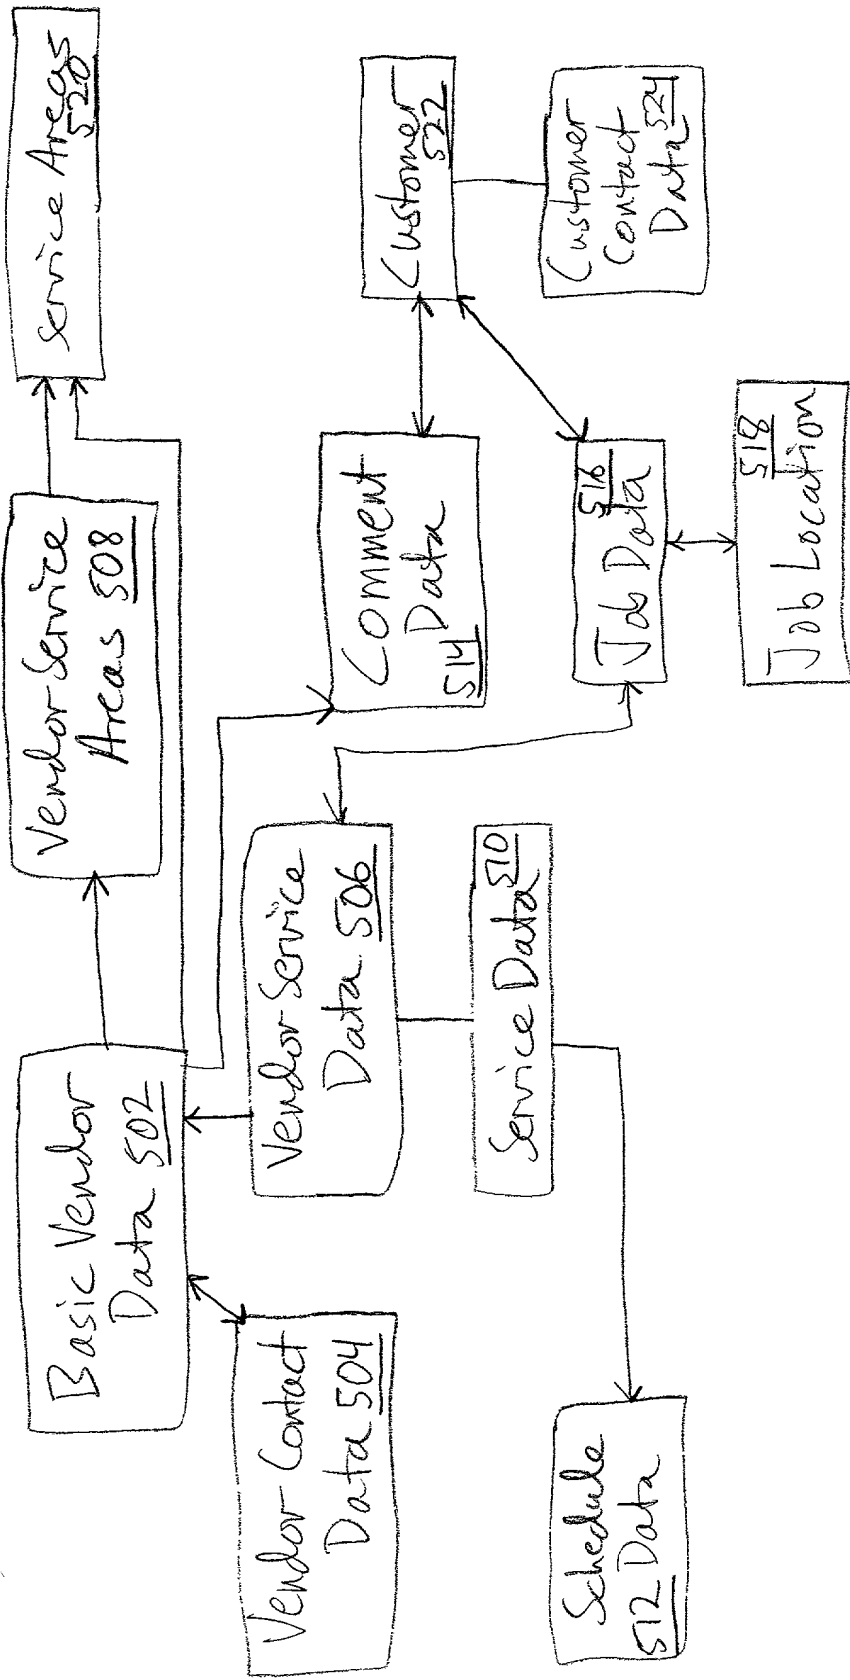 Basic Vendor
Data 502
Vendor Service
Areas 508
Service Areas
520
Vendor Contact
Data 504
Vendor Service
Data 506
Comment
Data
514
Customer
522
Service Data 510
Job Data
516
Customer
Contact
Data 524
Schedule
512 Data
Job Location
518